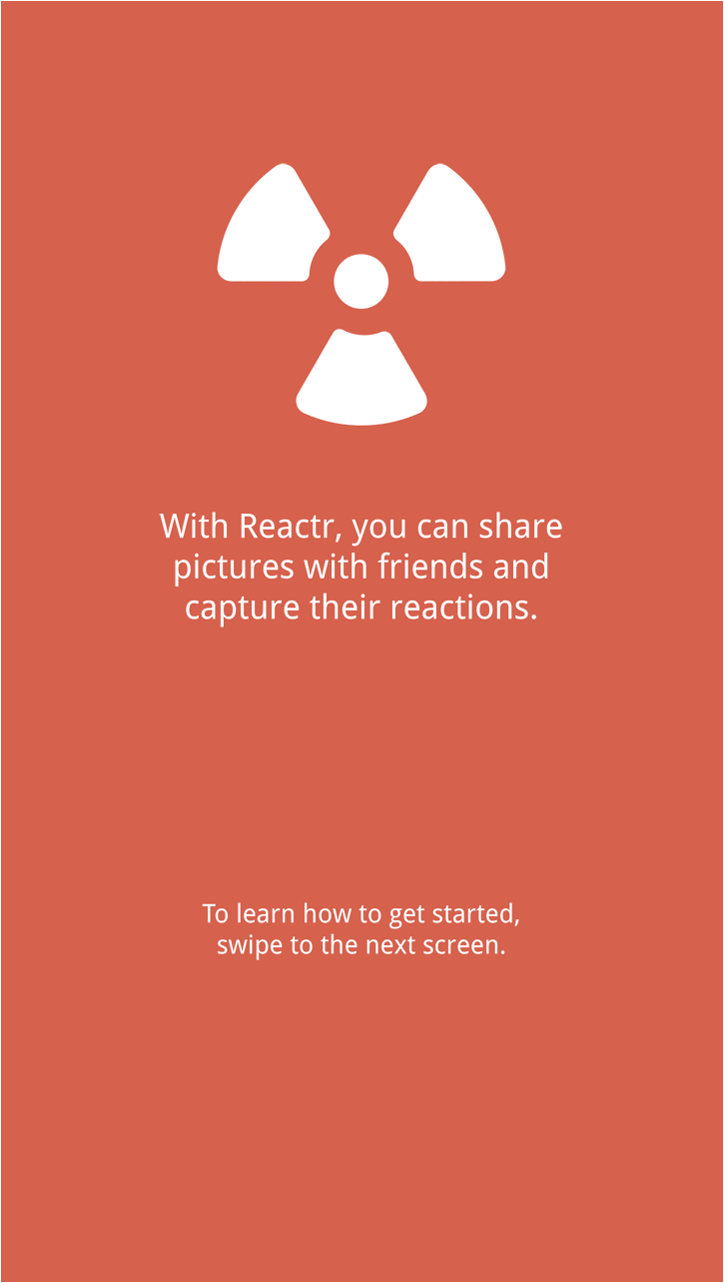 With Reactr, you can share
pictures with friends and
capture their reactions.
To learn how to get started,
swipe to the next screen.